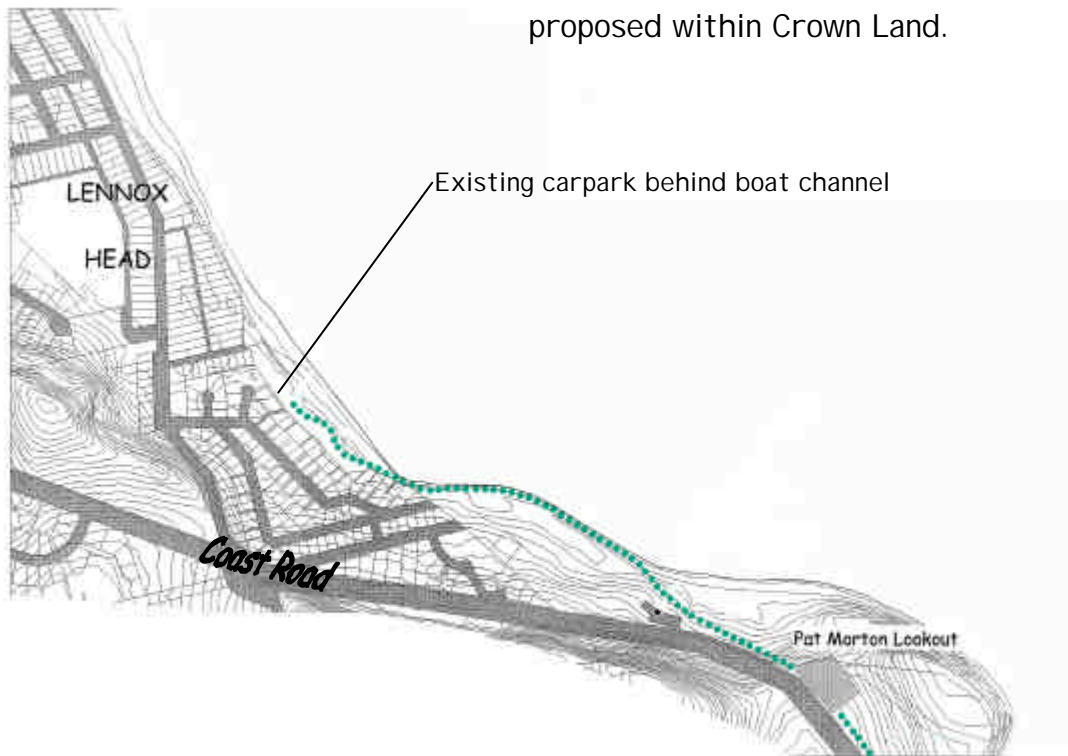 proposed within Crown Land.
Existing carpark behind boat channel
LENNOX
HEAD
Coast Road
Pat Morton Lookout